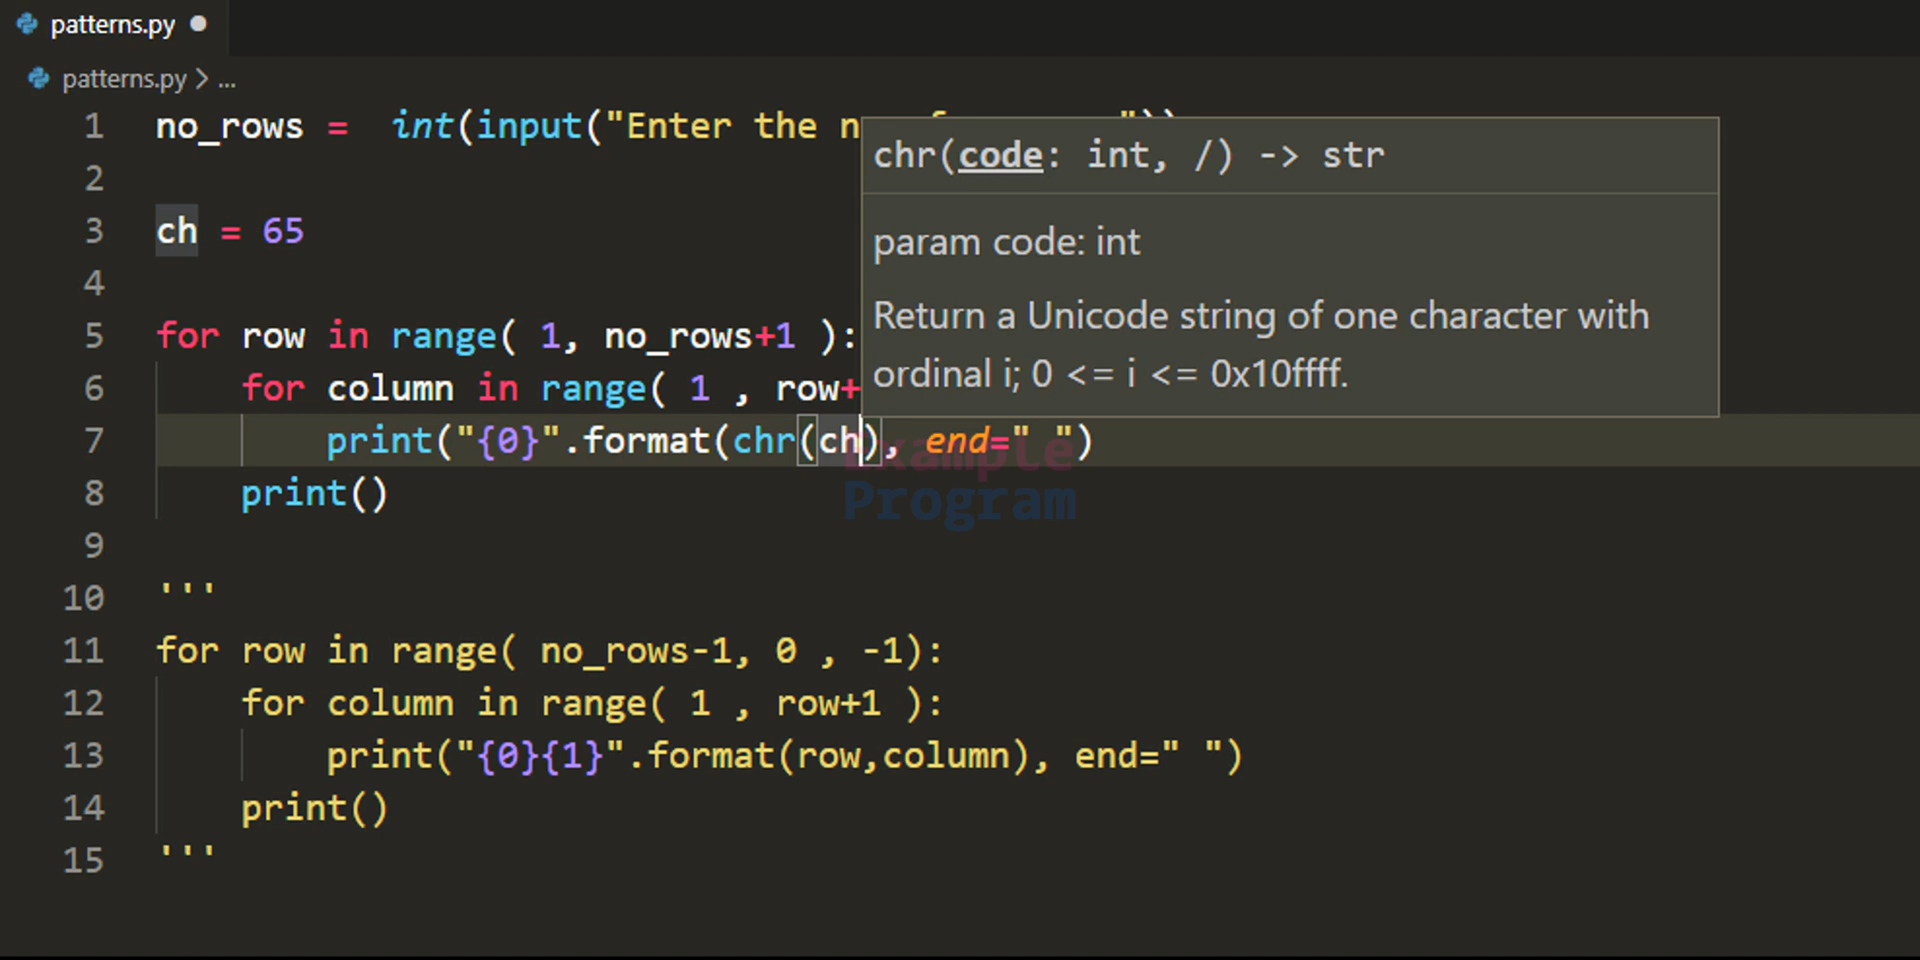 patterns.py
patterns.py > ...
1 no_rows = int(input("Enter the n
2
3 ch = 65
4
5 for row in range( 1, no_rows+1 ):
6 for column in range( 1 , row+
7 print("{0}".format(chr(ch), end=" ")
8 print()
9
10 '''
11 for row in range( no_rows-1, 0 , -1):
12 for column in range( 1 , row+1 ):
13 print("{0}{1}".format(row,column), end=" ")
14 print()
15 '''
chr(code: int, /) -> str
param code: int
Return a Unicode string of one character with
ordinal i; 0 <= i <= 0x10ffff.
Example
Program